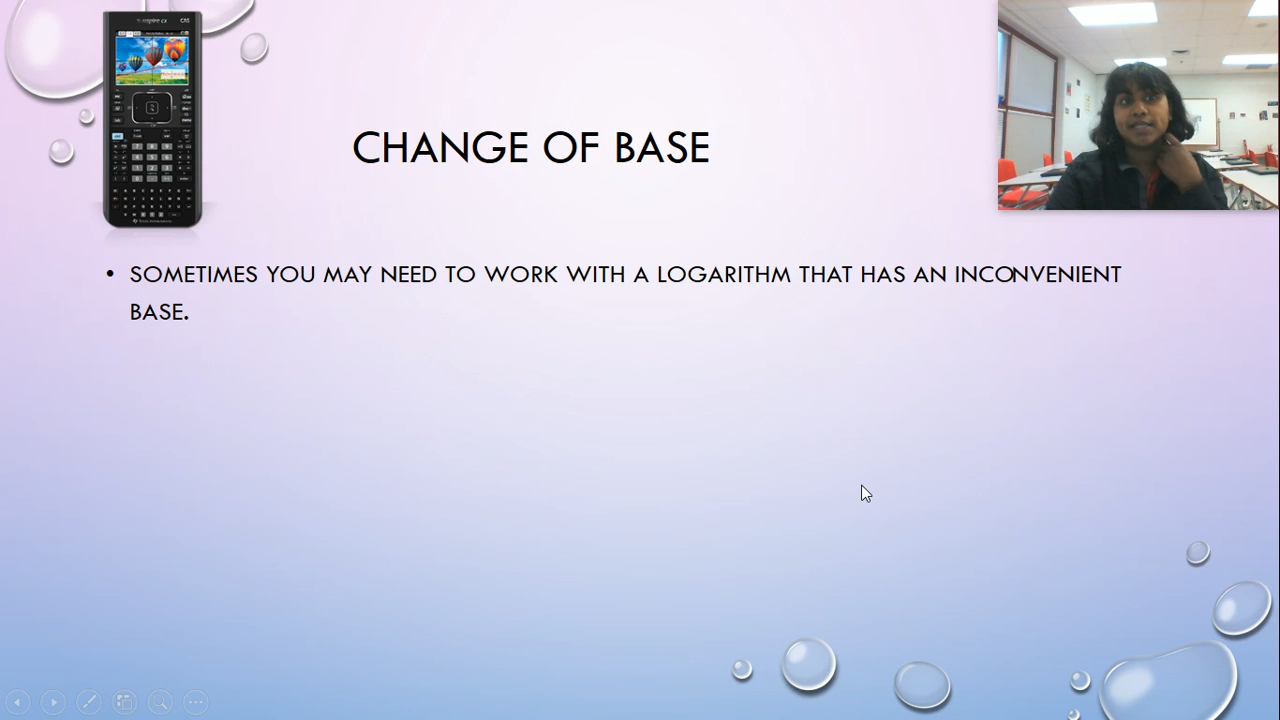 CHANGE OF BASE
• SOMETIMES YOU MAY NEED TO WORK WITH A LOGARITHM THAT HAS AN INCONVENIENT
BASE.